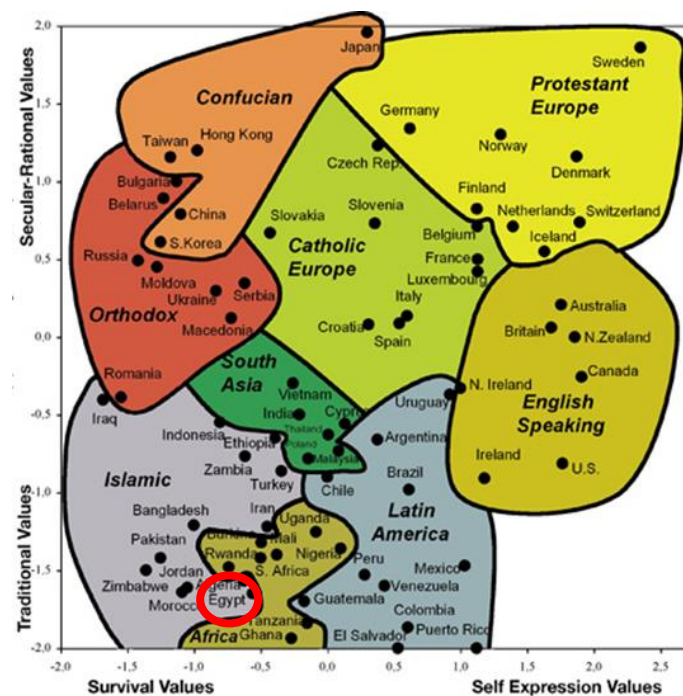 2,0
Japan
Sweden
Confucian
Protestant
Europe
1,5
Germany
Taiwan
Hong Kong
Norway
Czech Rep.
Denmark
Secular-Rational Values
1,0
Bulgaria
Belarus
China
Finland
Slovakia
Slovenia
Netherlands
Switzerland
S.Korea
Catholic
Europe
Belgium
Iceland
0,5
Russia
Moldova
France
Luxembourg
Ukraine
Serbia
Italy
Australia
Orthodox
Macedonia
Croatia
Spain
Britain
N.Zealand
0,0
South
Asia
Canada
Romania
Vietnam
Uruguay
N. Ireland
English
Speaking
Iraq
India
-0,5
Indonesia
Ethiopia
Thailand
Poland
Malaysia
Argentina
Zambia
Turkey
Chile
Brazil
Ireland
U.S.
Islamic
-1,0
Bangladesh
Iran
Uganda
Latin
America
Pakistan
Mali
Rwanda
Nigeria
Peru
Mexico
-1,5
Jordan
S. Africa
Zimbabwe
Algeria
Venezuela
Morocc
Egypt
Guatemala
Traditional Values
Tanzania
Colombia
Africa
Ghana
El Salvador
Puerto Rico
-2,0
-2,0
-1,5
-1,0
-0,5
0,0
0,5
1,0
1,5
2,0
2,5
Survival Values
Self Expression Values